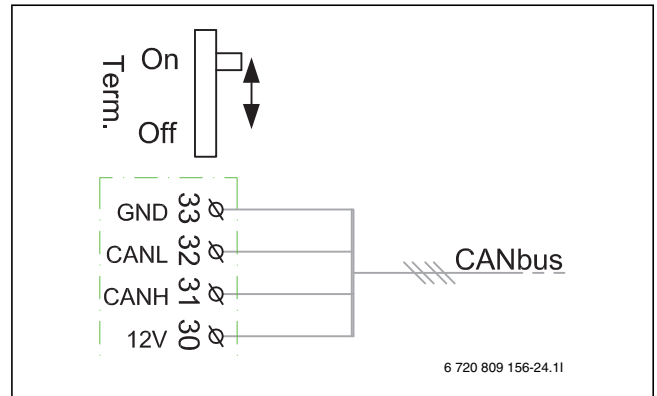 Term.
On
Off
GND 33
CANL 32
CANH 31
12V 30
CANbus
6 720 809 156-24.1I